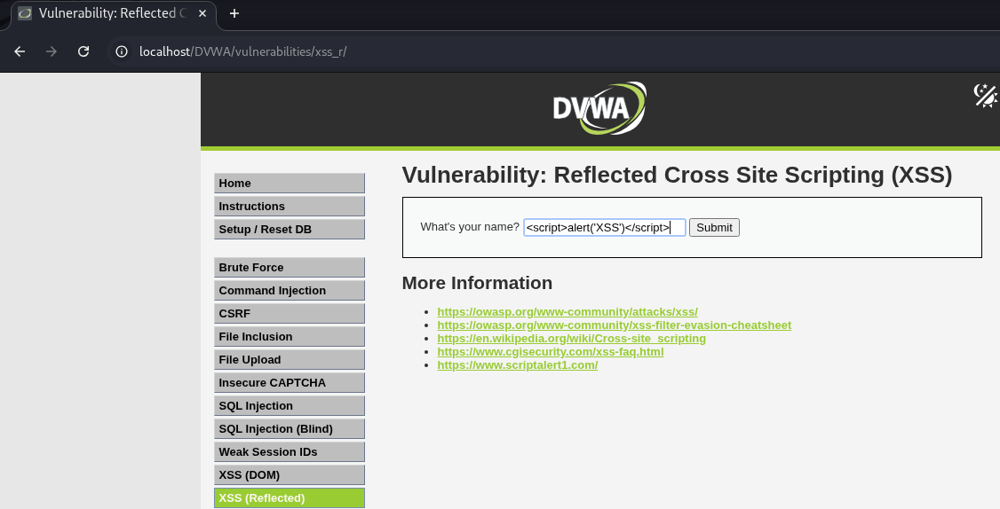 Vulnerability: Reflected C
localhost/DVWA/vulnerabilities/xss_r/
DVWA
Home
Instructions
Setup / Reset DB
Brute Force
Command Injection
CSRF
File Inclusion
File Upload
Insecure CAPTCHA
SQL Injection
SQL Injection (Blind)
Weak Session IDs
XSS (DOM)
XSS (Reflected)
Vulnerability: Reflected Cross Site Scripting (XSS)
What's your name? <script>alert('XSS')</script> Submit
More Information
https://owasp.org/www-community/attacks/xss/
https://owasp.org/www-community/xss-filter-evasion-cheatsheet
https://en.wikipedia.org/wiki/Cross-site_scripting
https://www.cgisecurity.com/xss-faq.html
https://www.scriptalert1.com/